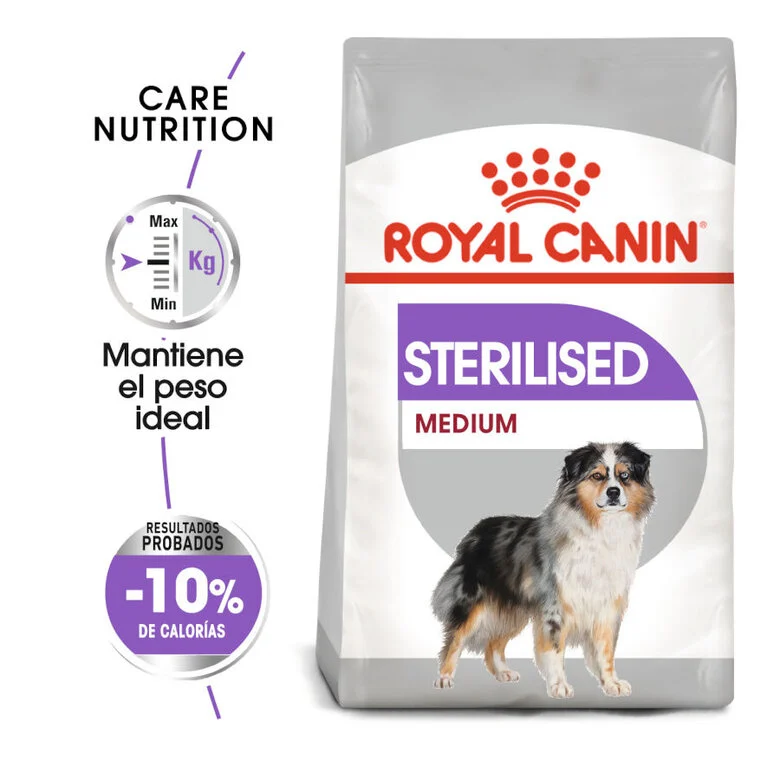 CARE
NUTRITION
Max
Kg
Min
Mantiene
el peso
ideal
RESULTADOS
PROBADOS
-10%
DE CALORÍAS
ROYAL CANIN®
STERILISED
MEDIUM